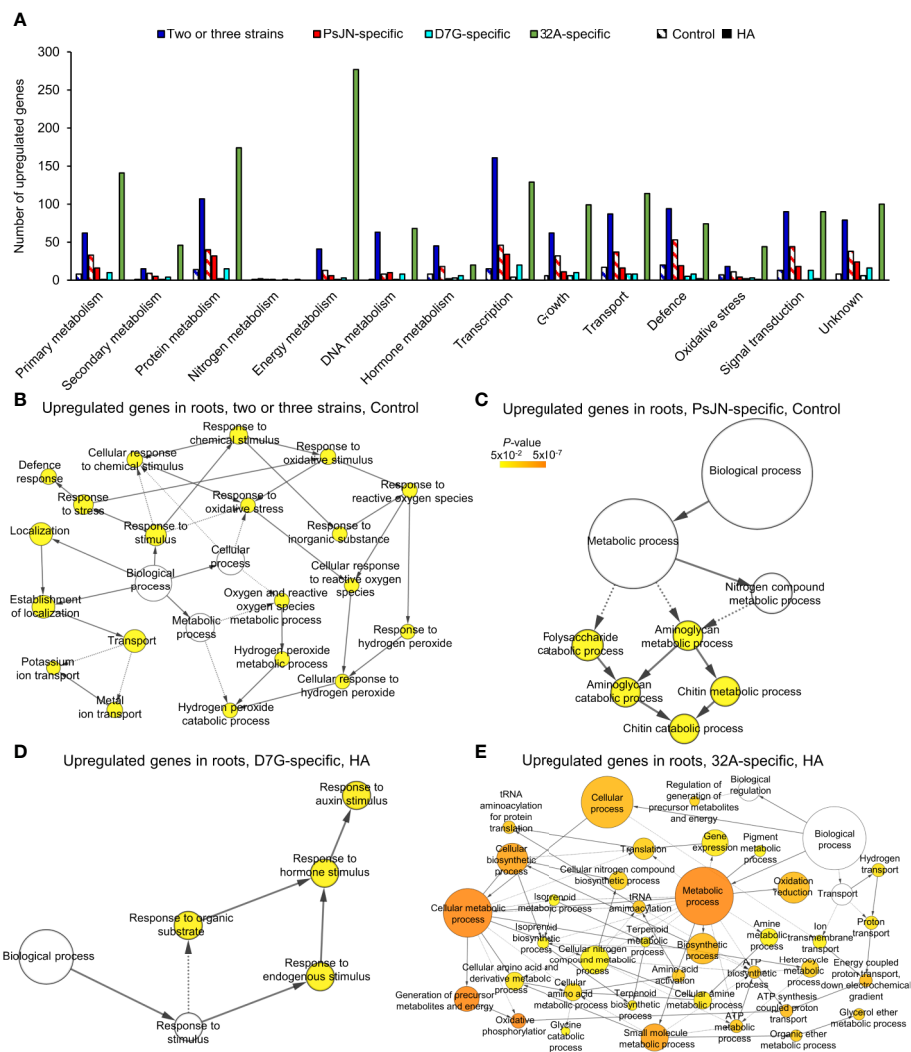 A
Two or three strains
PsJN-specific
D7G-specific
32A-specific
Control
HA
Number of upregulated genes
300
250
200
150
100
50
0
Primary metabolism
Secondary metabolism
Protein metabolism
Nitrogen metabolism
Energy metabolism
DNA metabolism
Hormone metabolism
Transcription
Growth
Transport
Defence
Oxidative stress
Signal transduction
Unknown
B
Upregulated genes in roots, two or three strains, Control
Response to
chemical stimulus
Cellular response
to chemical stimulus
Response to
oxidative stimulus
Defence
response
Response to
reactive oxygen species
Response
to stress
Response to
oxidative stress
Localization
Response to
stimulus
Response to
inorganic substance
Cellular
process
Biological
process
Cellular response
to reactive oxygen
species
Establishment
of localization
Oxygen and reactive
oxygen species
metabolic process
Metabolic
process
Transport
Response to
hydrogen peroxide
Potassium
ion transport
Hydrogen peroxide
metabolic process
Cellular response to
hydrogen peroxide
Metal
ion transport
Hydrogen peroxide
catabolic process
C
Upregulated genes in roots, PsJN-specific, Control
P-value
5x10-2 5x10-7
Biological process
Metabolic process
Nitrogen compound
metabolic process
Polysaccharide
catabolic process
Aminoglycan
metabolic process
Aminoglycan
catabolic process
Chitin metabolic process
Chitin catabolic process
D
Upregulated genes in roots, D7G-specific, HA
Response to
auxin stimulus
Response to
hormone stimulus
Response to organic
substrate
Biological process
Response to
endogenous stimulus
Response to
stimulus
E
Upregulated genes in roots, 32A-specific, HA
tRNA
aminoacylation
for protein
translation
Cellular
process
Regulation of
generation of
precursor metabolites
and energy
Biological
regulation
Biological
process
Cellular
biosynthetic
process
Translation
Gene
expression
Pigment
metabolic
process
Hydrogen
transport
Cellular nitrogen compound
biosynthetic process
Metabolic
process
Oxidation
reduction
Transport
Cellular metabolic
process
Isoprenoid
metabolic process
tRNA
aminoacylation
Proton
transport
Isoprenoid
biosynthetic
process
Terpenoid
metabolic
process
Amine
metabolic
process
Ion
transmembrane
transport
Cellular nitrogen
compound metabolic
process
Biosynthetic
process
Heterocycle
metabolic
process
Energy coupled
proton transport,
down electrochemical
gradient
Cellular amino acid and
derivative metabolic
process
Amino acid
activation
ATP
biosynthetic
process
Generation of precursor
metabolites and energy
Cellular
amino acid
metabolic process
Terpenoid
biosynthetic
process
Cellular amine
metabolic
process
ATP synthesis
coupled proton
transport
Glycerol ether
metabolic process
Oxidative
phosphorylation
Glycine
catabolic
process
Small molecule
metabolic process
ATP
metabolic
process
Organic ether
metabolic process